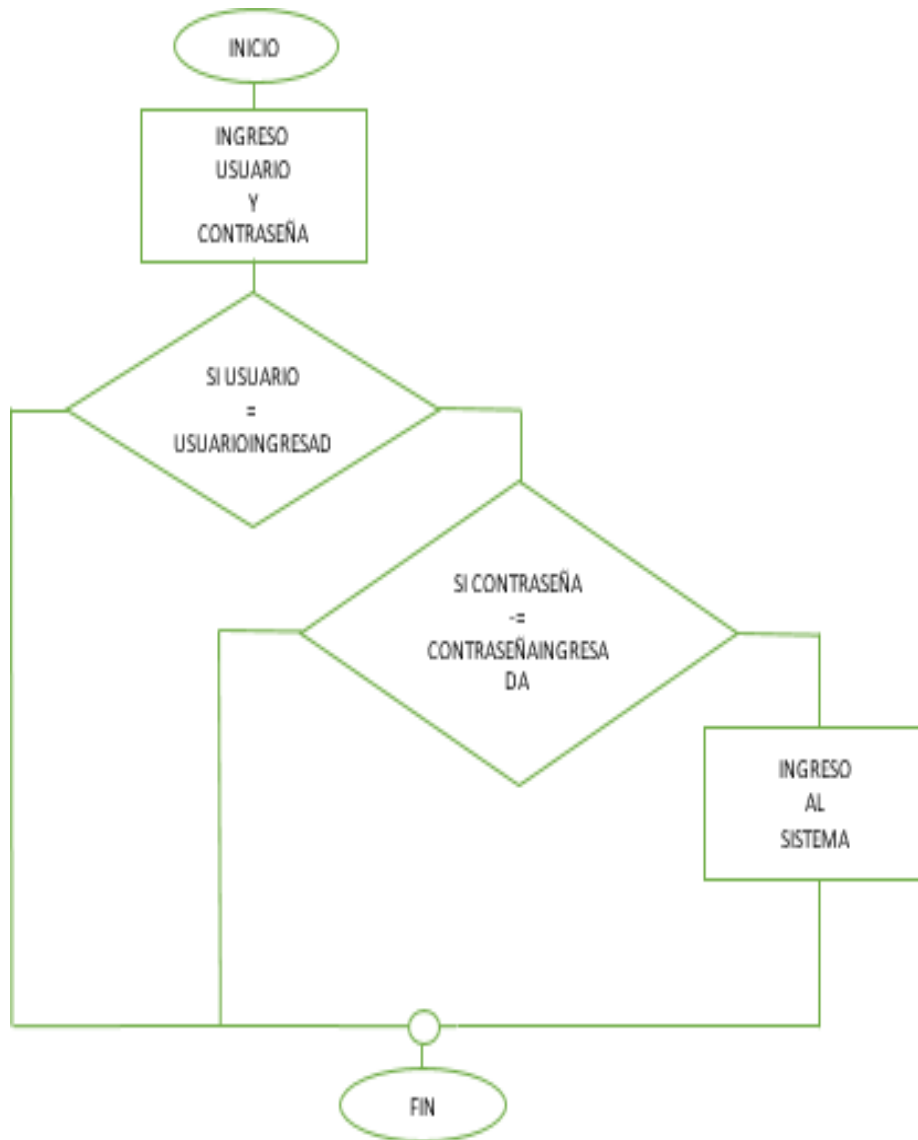 INICIO
INGRESO
USUARIO
Y
CONTRASEÑA
SI USUARIO
=
USUARIOINGRESAD
SI CONTRASEÑA
-=
CONTRASEÑAINGRESA
DA
INGRESO
AL
SISTEMA
FIN